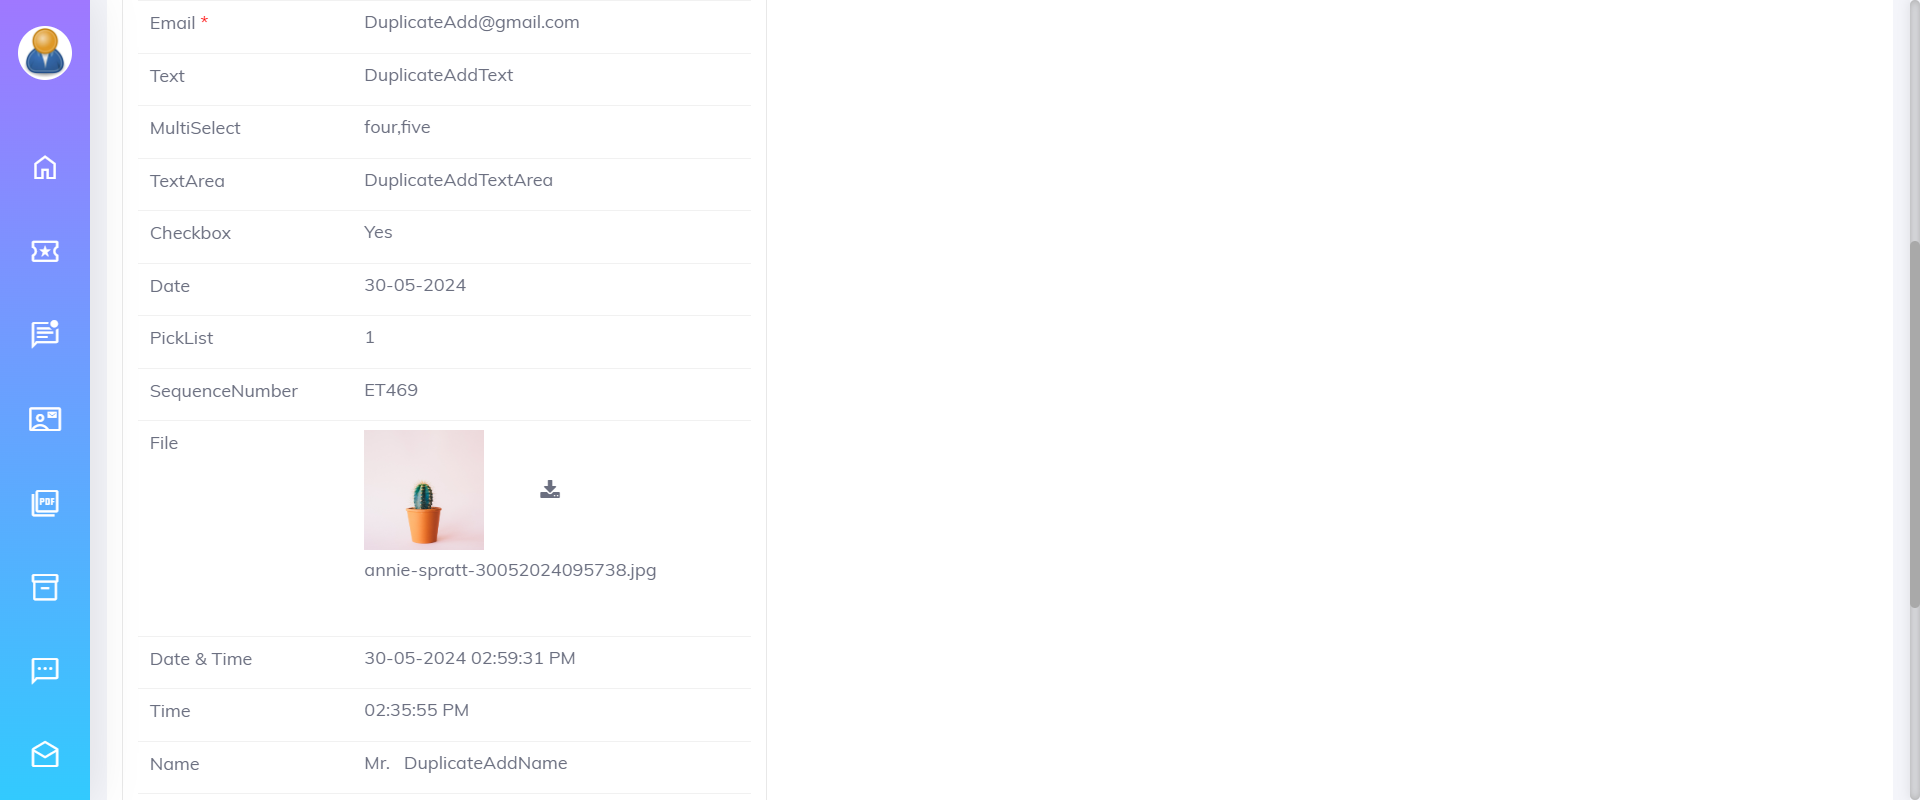 Email * DuplicateAdd@gmail.com
Text DuplicateAddText
MultiSelect four,five
TextArea DuplicateAddTextArea
Checkbox Yes
Date 30-05-2024
PickList 1
SequenceNumber ET469
File
annie-spratt-30052024095738.jpg
Date & Time 30-05-2024 02:59:31 PM
Time 02:35:55 PM
Name Mr. DuplicateAddName
PDF